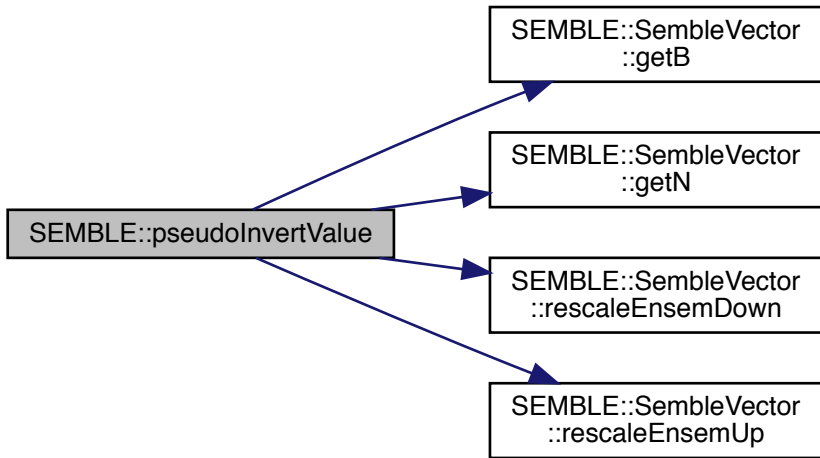 SEMBLE::SembleVector
::getB
SEMBLE::SembleVector
::getN
SEMBLE::pseudoInvertValue
SEMBLE::SembleVector
::rescaleEnsemDown
SEMBLE::SembleVector
::rescaleEnsemUp